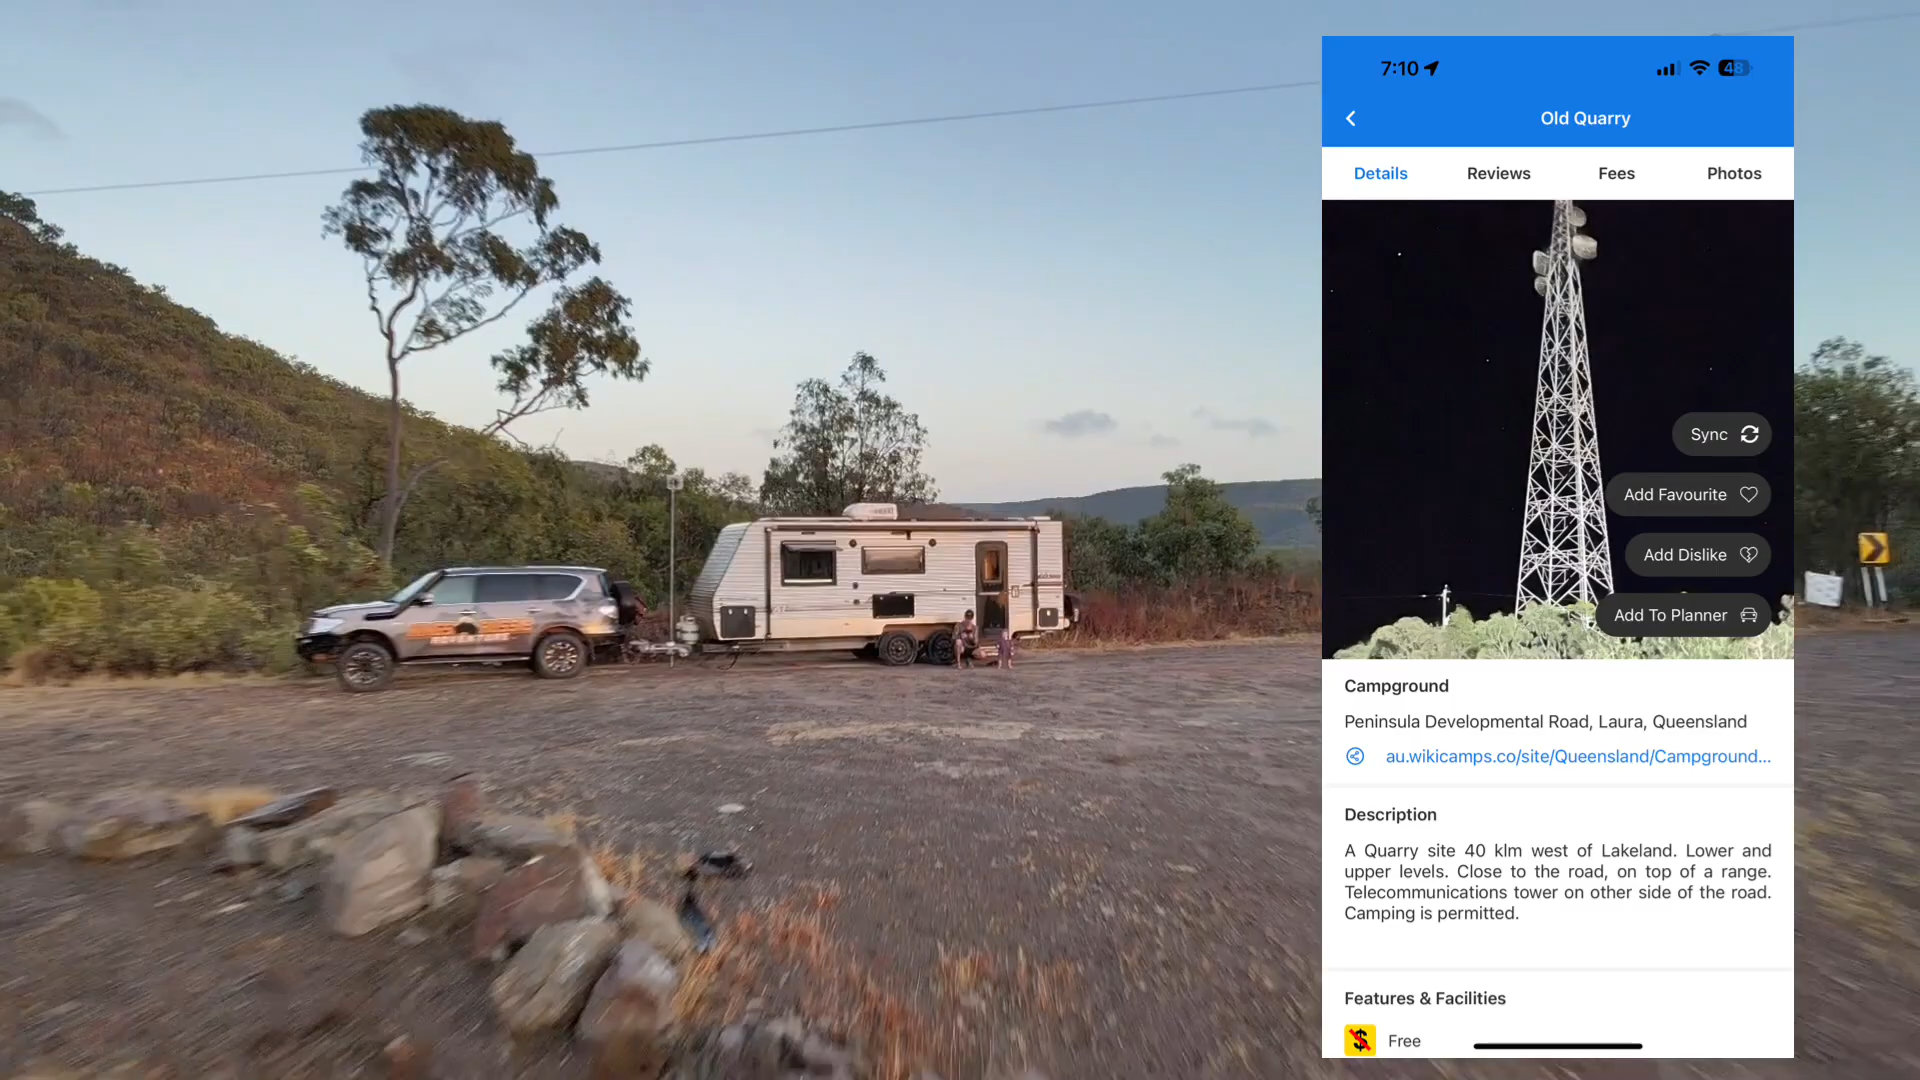 7:10
48
Old Quarry
Details
Reviews
Fees
Photos
Sync
Add Favourite
Add Dislike
Add To Planner
Campground
Peninsula Developmental Road, Laura, Queensland
au.wikicamps.co/site/Queensland/Campground...
Description
A Quarry site 40 klm west of Lakeland. Lower and
upper levels. Close to the road, on top of a range.
Telecommunications tower on other side of the road.
Camping is permitted.
Features & Facilities
$
Free